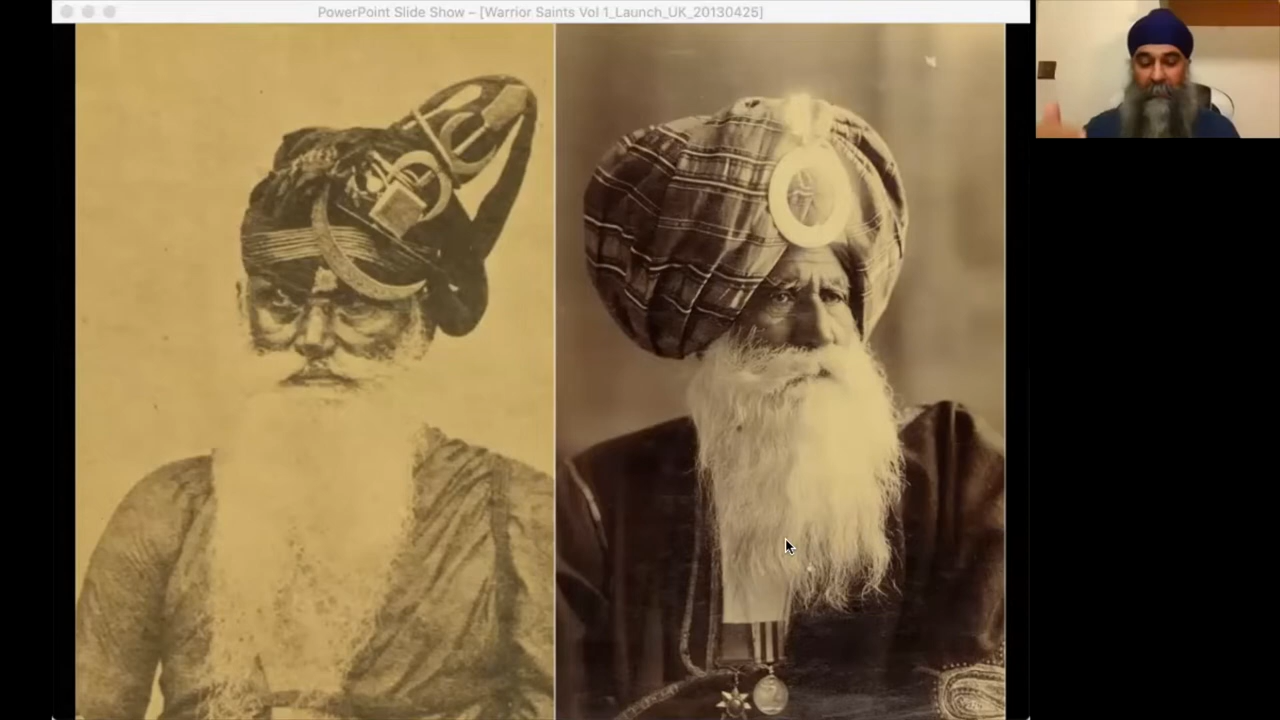 PowerPoint Slide Show – [Warrior Saints Vol 1_Launch_UK_20130425]